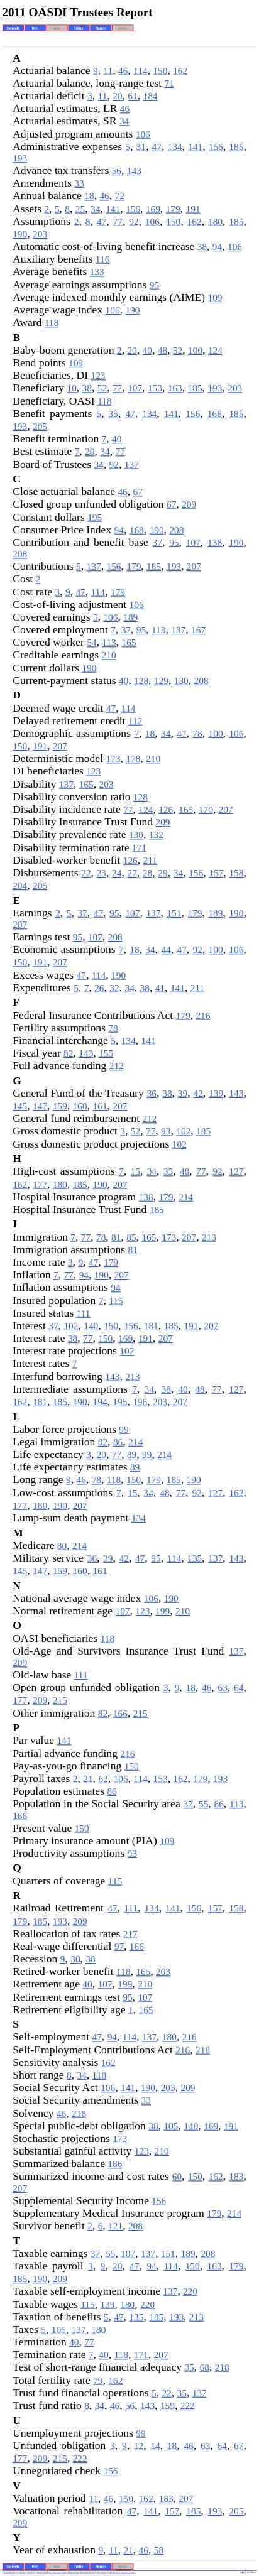 2011 OASDI Trustees Report
A
Actuarial balance 9, 11, 46, 114, 150, 162
Actuarial balance, long-range test 71
Actuarial deficit 3, 11, 20, 61, 184
Actuarial estimates, LR 46
Actuarial estimates, SR 34
Adjusted program amounts 106
Administrative expenses 5, 31, 47, 134, 141, 156, 185,
193
Advance tax transfers 56, 143
Amendments 33
Annual balance 18, 46, 72
Assets 2, 5, 8, 25, 34, 141, 156, 169, 179, 191
Assumptions 2, 8, 47, 77, 92, 106, 150, 162, 180, 185,
190, 203
Automatic cost-of-living benefit increase 38, 94, 106
Auxiliary benefits 116
Average benefits 133
Average earnings assumptions 95
Average indexed monthly earnings (AIME) 109
Average wage index 106, 190
Award 118
B
Baby-boom generation 2, 20, 40, 48, 52, 100, 124
Bend points 109
Beneficiaries, DI 123
Beneficiary 10, 38, 52, 77, 107, 153, 163, 185, 193, 203
Beneficiary, OASI 118
Benefit payments 5, 35, 47, 134, 141, 156, 168, 185,
193, 205
Benefit termination 7, 40
Best estimate 7, 20, 34, 77
Board of Trustees 34, 92, 137
C
Close actuarial balance 46, 67
Closed group unfunded obligation 67, 209
Constant dollars 195
Consumer Price Index 94, 168, 190, 208
Contribution and benefit base 37, 95, 107, 138, 190,
208
Contributions 5, 137, 156, 179, 185, 193, 207
Cost 2
Cost rate 3, 9, 47, 114, 179
Cost-of-living adjustment 106
Covered earnings 5, 106, 189
Covered employment 7, 37, 95, 113, 137, 167
Covered worker 54, 113, 165
Creditable earnings 210
Current dollars 190
Current-payment status 40, 128, 129, 130, 208
D
Deemed wage credit 47, 114
Delayed retirement credit 112
Demographic assumptions 7, 18, 34, 47, 78, 100, 106,
150, 191, 207
Deterministic model 173, 178, 210
DI beneficiaries 123
Disability 137, 165, 203
Disability conversion ratio 128
Disability incidence rate 77, 124, 126, 165, 170, 207
Disability Insurance Trust Fund 209
Disability prevalence rate 130, 132
Disability termination rate 171
Disabled-worker benefit 126, 211
Disbursements 22, 23, 24, 27, 28, 29, 34, 156, 157, 158,
204, 205
E
Earnings 2, 5, 37, 47, 95, 107, 137, 151, 179, 189, 190,
207
Earnings test 95, 107, 208
Economic assumptions 7, 18, 34, 44, 47, 92, 100, 106,
150, 191, 207
Excess wages 47, 114, 190
Expenditures 5, 7, 26, 32, 34, 38, 41, 141, 211
F
Federal Insurance Contributions Act 179, 216
Fertility assumptions 78
Financial interchange 5, 134, 141
Fiscal year 82, 143, 155
Full advance funding 212
G
General Fund of the Treasury 36, 38, 39, 42, 139, 143,
145, 147, 159, 160, 161, 207
General fund reimbursement 212
Gross domestic product 3, 52, 77, 93, 102, 185
Gross domestic product projections 102
H
High-cost assumptions 7, 15, 34, 35, 48, 77, 92, 127,
162, 177, 180, 185, 190, 207
Hospital Insurance program 138, 179, 214
Hospital Insurance Trust Fund 185
I
Immigration 7, 77, 78, 81, 85, 165, 173, 207, 213
Immigration assumptions 81
Income rate 3, 9, 47, 179
Inflation 7, 77, 94, 190, 207
Inflation assumptions 94
Insured population 7, 115
Insured status 111
Interest 37, 102, 140, 150, 156, 181, 185, 191, 207
Interest rate 38, 77, 150, 169, 191, 207
Interest rate projections 102
Interest rates 7
Interfund borrowing 143, 213
Intermediate assumptions 7, 34, 38, 40, 48, 77, 127,
162, 181, 185, 190, 194, 195, 196, 203, 207
L
Labor force projections 99
Legal immigration 82, 86, 214
Life expectancy 3, 20, 77, 89, 99, 214
Life expectancy estimates 89
Long range 9, 46, 78, 118, 150, 179, 185, 190
Low-cost assumptions 7, 15, 34, 48, 77, 92, 127, 162,
177, 180, 190, 207
Lump-sum death payment 134
M
Medicare 80, 214
Military service 36, 39, 42, 47, 95, 114, 135, 137, 143,
145, 147, 159, 160, 161
N
National average wage index 106, 190
Normal retirement age 107, 123, 199, 210
O
OASI beneficiaries 118
Old-Age and Survivors Insurance Trust Fund 137,
209
Old-law base 111
Open group unfunded obligation 3, 9, 18, 46, 63, 64,
177, 209, 215
Other immigration 82, 166, 215
P
Par value 141
Partial advance funding 216
Pay-as-you-go financing 150
Payroll taxes 2, 21, 62, 106, 114, 153, 162, 179, 193
Population estimates 86
Population in the Social Security area 37, 55, 86, 113,
166
Present value 150
Primary insurance amount (PIA) 109
Productivity assumptions 93
Q
Quarters of coverage 115
R
Railroad Retirement 47, 111, 134, 141, 156, 157, 158,
179, 185, 193, 209
Reallocation of tax rates 217
Real-wage differential 97, 166
Recession 9, 30, 38
Retired-worker benefit 118, 165, 203
Retirement age 40, 107, 199, 210
Retirement earnings test 95, 107
Retirement eligibility age 1, 165
S
Self-employment 47, 94, 114, 137, 180, 216
Self-Employment Contributions Act 216, 218
Sensitivity analysis 162
Short range 8, 34, 118
Social Security Act 106, 141, 190, 203, 209
Social Security amendments 33
Solvency 46, 218
Special public-debt obligation 38, 105, 140, 169, 191
Stochastic projections 173
Substantial gainful activity 123, 210
Summarized balance 186
Summarized income and cost rates 60, 150, 162, 183,
207
Supplemental Security Income 156
Supplementary Medical Insurance program 179, 214
Survivor benefit 2, 6, 121, 208
T
Taxable earnings 37, 55, 107, 137, 151, 189, 208
Taxable payroll 3, 9, 20, 47, 94, 114, 150, 163, 179,
185, 190, 209
Taxable self-employment income 137, 220
Taxable wages 115, 139, 180, 220
Taxation of benefits 5, 47, 135, 185, 193, 213
Taxes 5, 106, 137, 180
Termination 40, 77
Termination rate 7, 40, 118, 171, 207
Test of short-range financial adequacy 35, 68, 218
Total fertility rate 79, 162
Trust fund financial operations 5, 22, 35, 137
Trust fund ratio 8, 34, 46, 56, 143, 159, 222
U
Unemployment projections 99
Unfunded obligation 3, 9, 12, 14, 18, 46, 63, 64, 67,
177, 209, 215, 222
Unnegotiated check 156
V
Valuation period 11, 46, 150, 162, 183, 207
Vocational rehabilitation 47, 141, 157, 185, 193, 205,
209
Y
Year of exhaustion 9, 11, 21, 46, 58